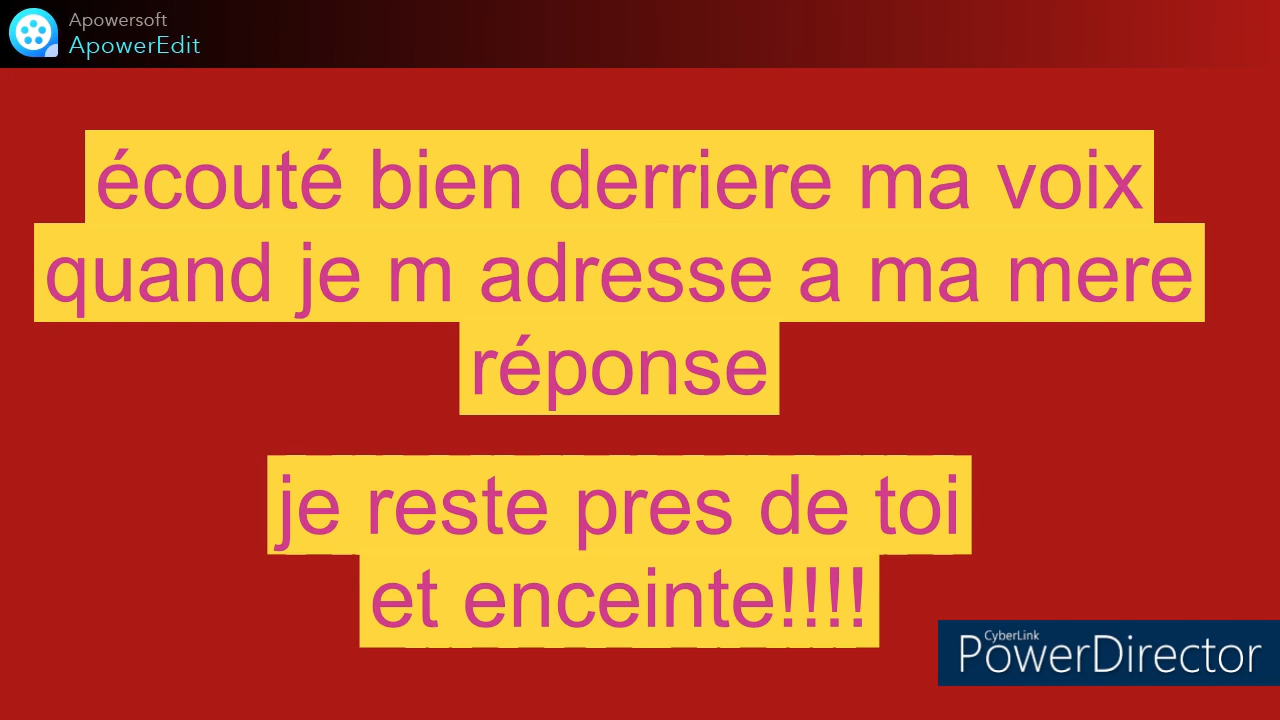 Apowersoft
ApowerEdit
écouté bien derriere ma voix
quand je m adresse a ma mere
réponse
je reste pres de toi
et enceinte!!!!
CyberLink
PowerDirector